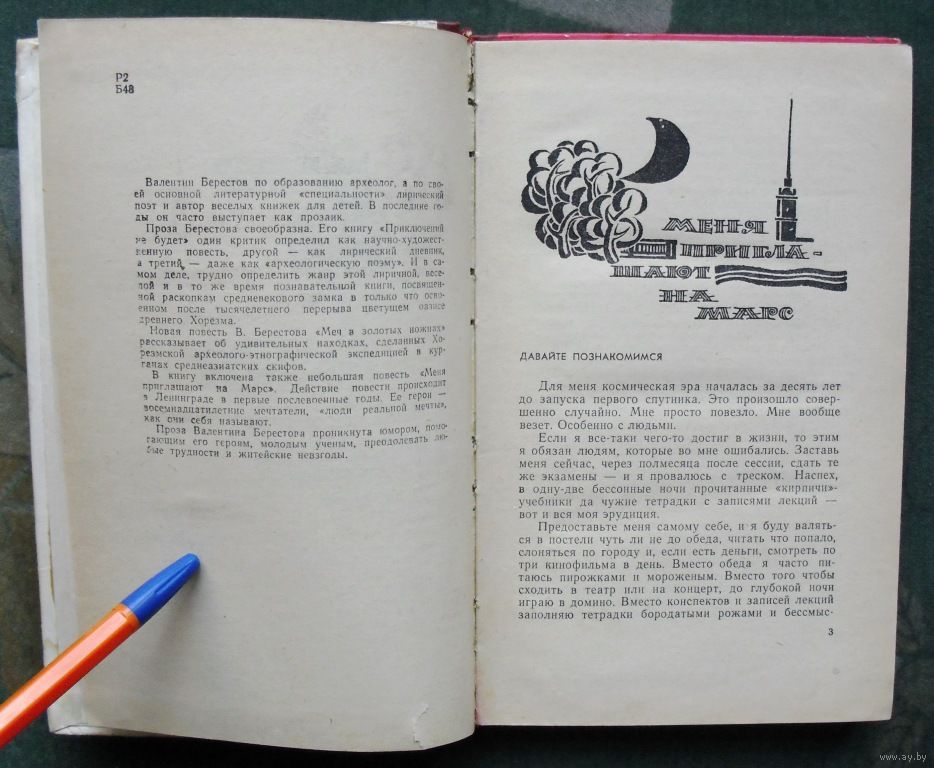 Р2
Б48
Валентин Берестов по образованию археолог, а по сво-
ей основной литературной «специальности» лирический
поэт и автор веселых книжек для детей. В последние го-
ды он часто выступает как прозаик.
Проза Берестова своеобразна. Его книгу «Приключений
не будет» один критик определил как научно-художест-
венную повесть, другой — как лирический дневник,
а третий — даже как «археологическую поэму». И в са-
мом деле, трудно определить жанр этой лиричной, весе-
лой и в то же время познавательной книги, посвящен-
ной раскопкам средневекового замка в только что осво-
енном после тысячелетнего перерыва цветущем оазисе
древнего Хорезма.
Новая повесть В. Берестова «Меч в золотых ножнах»
рассказывает об удивительных находках, сделанных Хо-
резмской археолого-этнографической экспедицией в кур-
ганах среднеазиатских скифов.
В книгу включена также небольшая повесть «Меня
приглашают на Марс». Действие повести происходит
в Ленинграде в первые послевоенные годы. Ее герои —
восемнадцатилетние мечтатели, «люди реальной мечты»,
как они себя называют.
Проза Валентина Берестова проникнута юмором, помо-
гающим его героям, молодым ученым, преодолевать лю-
бые трудности и житейские невзгоды.
МЕНЯ
ПРИГЛА-
ШАЮТ
НА
МАРС
ДАВАЙТЕ ПОЗНАКОМИМСЯ
Для меня космическая эра началась за десять лет
до запуска первого спутника. Это произошло совер-
шенно случайно. Мне просто повезло. Мне вообще
везет. Особенно с людьми.
Если я все-таки чего-то достиг в жизни, то этим
я обязан людям, которые во мне ошибались. Заставь
меня сейчас, через полмесяца после сессии, сдать те
же экзамены — и я провалюсь с треском. Наспех,
в одну-две бессонные ночи прочитанные «кирпичи»-
учебники да чужие тетрадки с записями лекций —
вот и вся моя эрудиция.
Предоставьте меня самому себе, и я буду валять-
ся в постели чуть ли не до обеда, читать что попало,
слоняться по городу и, если есть деньги, смотреть по
три кинофильма в день. Вместо обеда я часто пи-
таюсь пирожками и мороженым. Вместо того чтобы
сходить в театр или на концерт, до глубокой ночи
играю в домино. Вместо конспектов и записей лекций
заполняю тетрадки бородатыми рожами и бессмыс-
3
www.ay.by